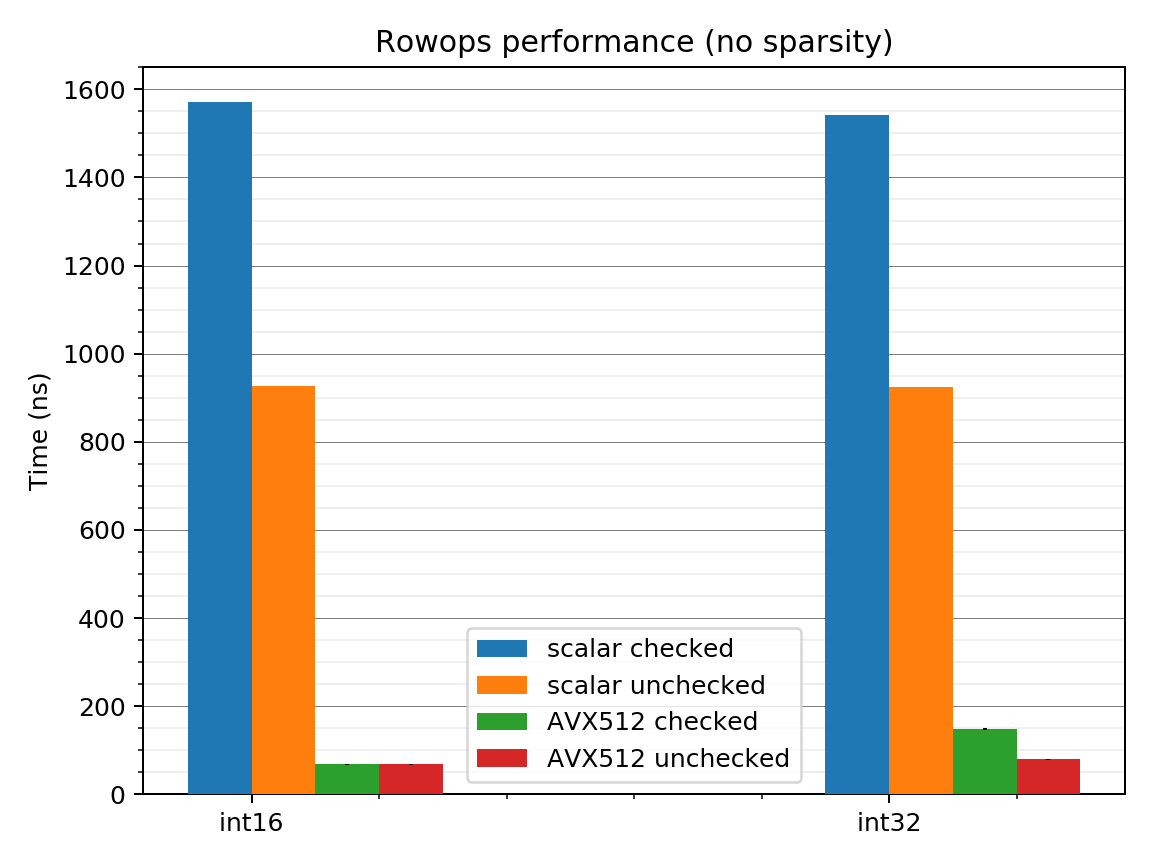 Rowops performance (no sparsity)
Time (ns)
1600
1400
1200
1000
800
600
400
200
0
scalar checked
scalar unchecked
AVX512 checked
AVX512 unchecked
int16 int32